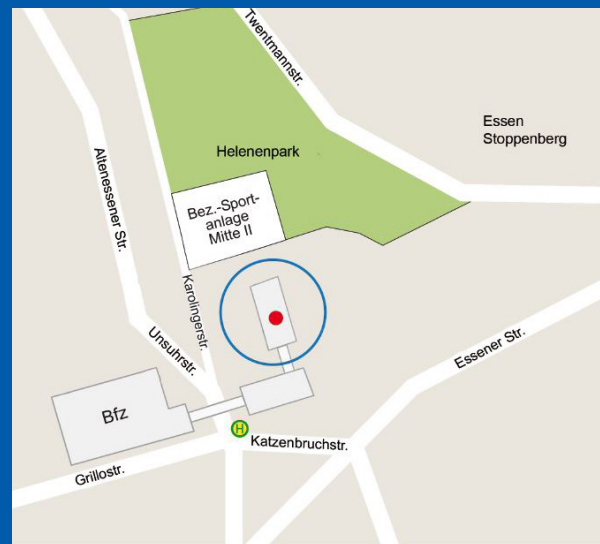 Twentmannstr.
Essen
Stoppenberg
Helenenpark
Altenessener Str.
Bez.-Sport-
anlage
Mitte II
Karolingerstr.
Unsuhrstr.
Essener Str.
Bfz
H
Katzenbruchstr.
Grillostr.